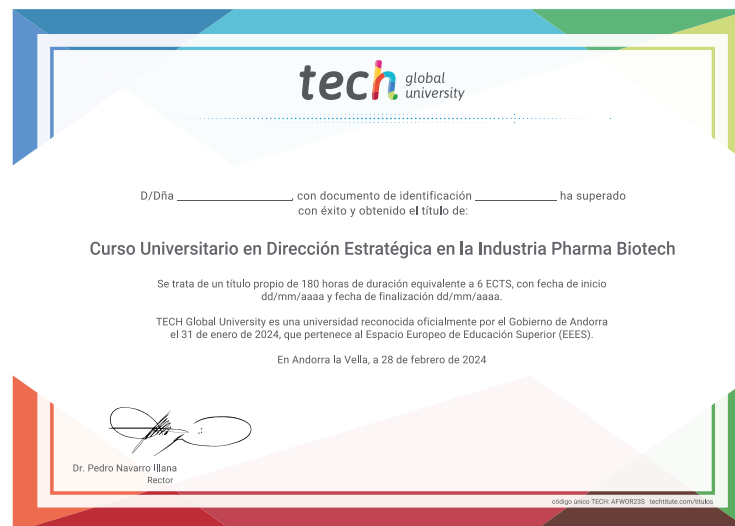 tech global university
D/Dña ______________, con documento de identificación __________ ha superado
con éxito y obtenido el título de:
Curso Universitario en Dirección Estratégica en la Industria Pharma Biotech
Se trata de un título propio de 180 horas de duración equivalente a 6 ECTS, con fecha de inicio
dd/mm/aaaa y fecha de finalización dd/mm/aaaa.
TECH Global University es una universidad reconocida oficialmente por el Gobierno de Andorra
el 31 de enero de 2024, que pertenece al Espacio Europeo de Educación Superior (EEES).
En Andorra la Vella, a 28 de febrero de 2024
Dr. Pedro Navarro Illana
Rector
código único TECH: AFWOR23S techtitute.com/titulos